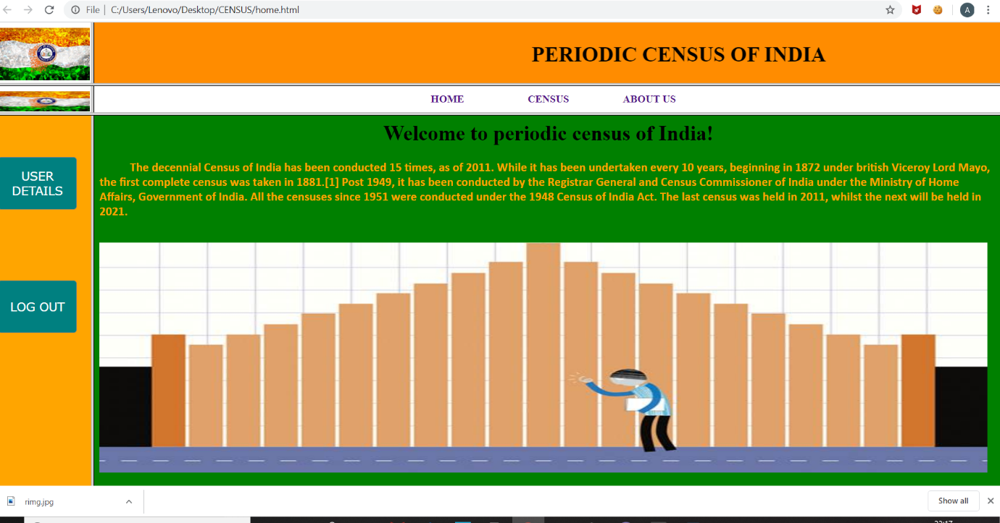 File | C:/Users/Lenovo/Desktop/CENSUS/home.html
A
PERIODIC CENSUS OF INDIA
HOME CENSUS ABOUT US
Welcome to periodic census of India!
The decennial Census of India has been conducted 15 times, as of 2011. While it has been undertaken every 10 years, beginning in 1872 under british Viceroy Lord Mayo,
the first complete census was taken in 1881.[1] Post 1949, it has been conducted by the Registrar General and Census Commissioner of India under the Ministry of Home
Affairs, Government of India. All the censuses since 1951 were conducted under the 1948 Census of India Act. The last census was held in 2011, whilst the next will be held in
2021.
USER
DETAILS
LOG OUT
rimg.jpg
Show all